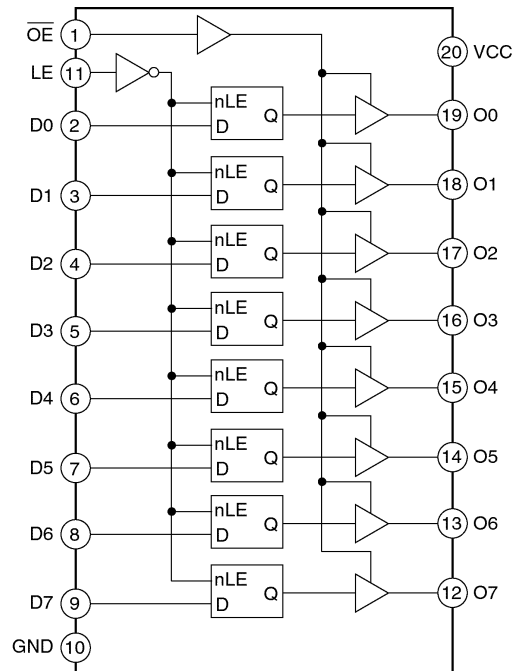 OE 1
20 VCC
LE 11
nLE
D0 2 D Q 19 O0
nLE
D1 3 D Q 18 O1
nLE
D2 4 D Q 17 O2
nLE
D3 5 D Q 16 O3
nLE
D4 6 D Q 15 O4
nLE
D5 7 D Q 14 O5
nLE
D6 8 D Q 13 O6
nLE
D7 9 D Q 12 O7
GND 10